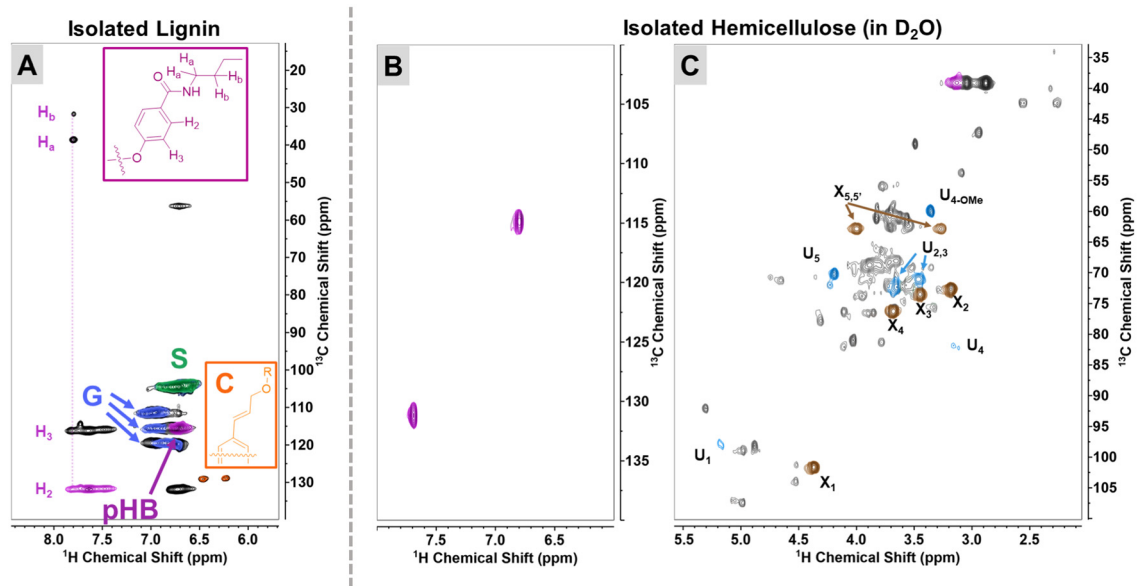 Isolated Lignin
Isolated Hemicellulose (in D2O)
A
Ha
Ha
Hb
Hb
O
NH
H2
H3
O
Hb
Ha
H3
H2
S
G
pHB
C
R
O
20
30
40
50
60
70
80
90
100
110
120
130
13C Chemical Shift (ppm)
8.0 7.5 7.0 6.5 6.0
1H Chemical Shift (ppm)
B
105
110
115
120
125
130
135
13C Chemical Shift (ppm)
7.5 7.0 6.5
1H Chemical Shift (ppm)
C
X5,5'
U4-OMe
U5
U2,3
X4
X3
X2
U4
U1
X1
35
40
45
50
55
60
65
70
75
80
85
90
95
100
105
13C Chemical Shift (ppm)
5.5 5.0 4.5 4.0 3.5 3.0 2.5
1H Chemical Shift (ppm)